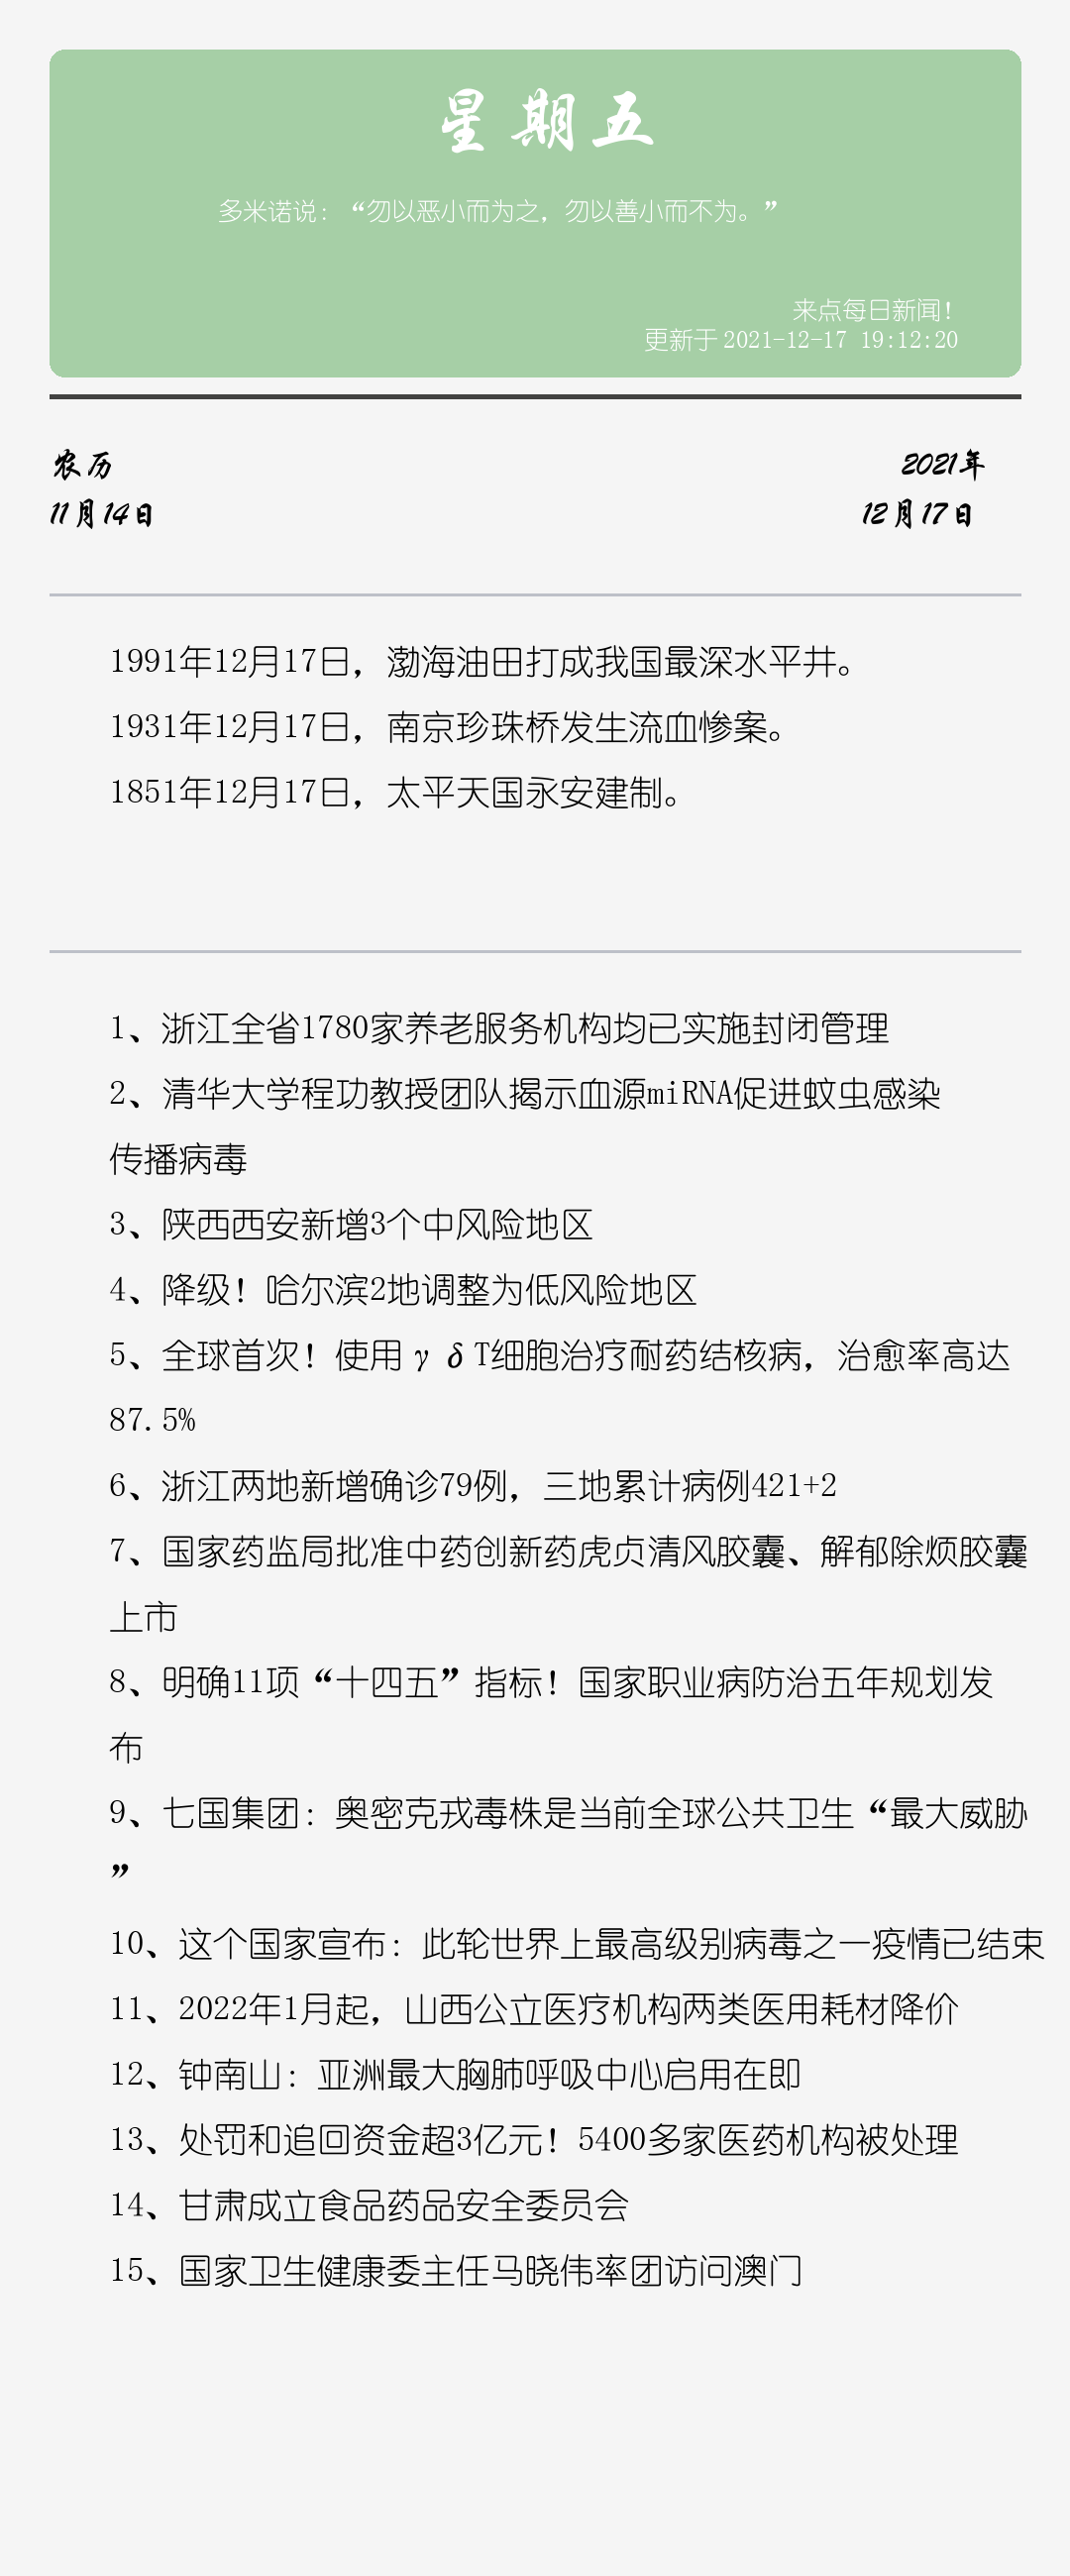 星期五
多米诺说：“勿以恶小而为之，勿以善小而不为。”
来点每日新闻！
更新于2021-12-17 19:12:20
农历
2021年
11月14日
12月17日
1991年12月17日，渤海油田打成我国最深水平井。
1931年12月17日，南京珍珠桥发生流血惨案。
1851年12月17日，太平天国永安建制。
1、浙江全省1780家养老服务机构均已实施封闭管理
2、清华大学程功教授团队揭示血源miRNA促进蚊虫感染
传播病毒
3、陕西西安新增3个中风险地区
4、降级！哈尔滨2地调整为低风险地区
5、全球首次！使用γδT细胞治疗耐药结核病，治愈率高达
87.5%
6、浙江两地新增确诊79例，三地累计病例421+2
7、国家药监局批准中药创新药虎贞清风胶囊、解郁除烦胶囊
上市
8、明确11项“十四五”指标！国家职业病防治五年规划发
布
9、七国集团：奥密克戎毒株是当前全球公共卫生“最大威胁
”
10、这个国家宣布：此轮世界上最高级别病毒之一疫情已结束
11、2022年1月起，山西公立医疗机构两类医用耗材降价
12、钟南山：亚洲最大胸肺呼吸中心启用在即
13、处罚和追回资金超3亿元！5400多家医药机构被处理
14、甘肃成立食品药品安全委员会
15、国家卫生健康委主任马晓伟率团访问澳门